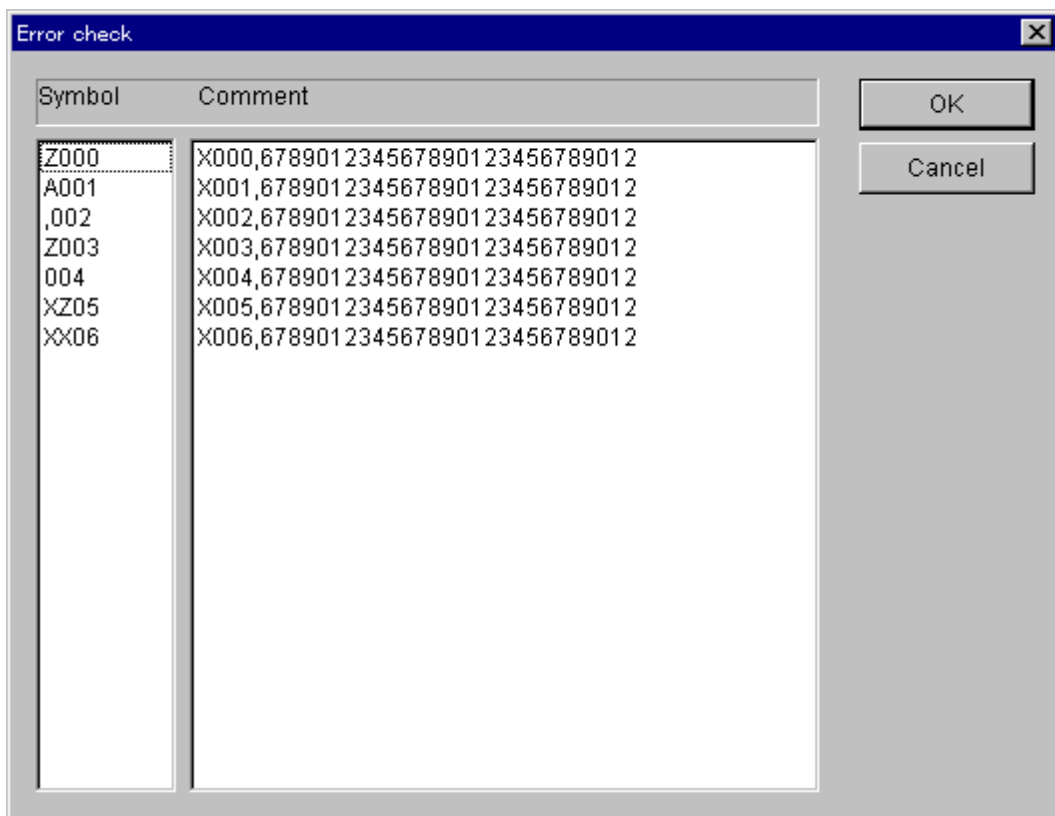 Error check
Symbol Comment
OK
Cancel
Z000 X000,678901234567890123456789012
A001 X001,678901234567890123456789012
,002 X002,678901234567890123456789012
Z003 X003,678901234567890123456789012
004 X004,678901234567890123456789012
XZ05 X005,678901234567890123456789012
XX06 X006,678901234567890123456789012